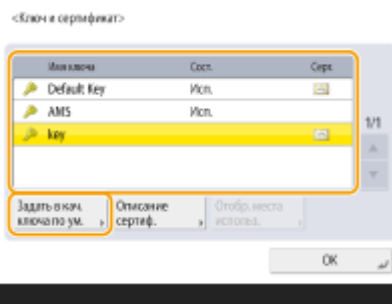 <Ключ и сертификат>
Имя ключа Сост. Серт.
Default Key Исп.
AMS Исп.
key
1/1
Задать в кач. ключа по ум.
Описание сертиф.
Отобр. места использ.
OK